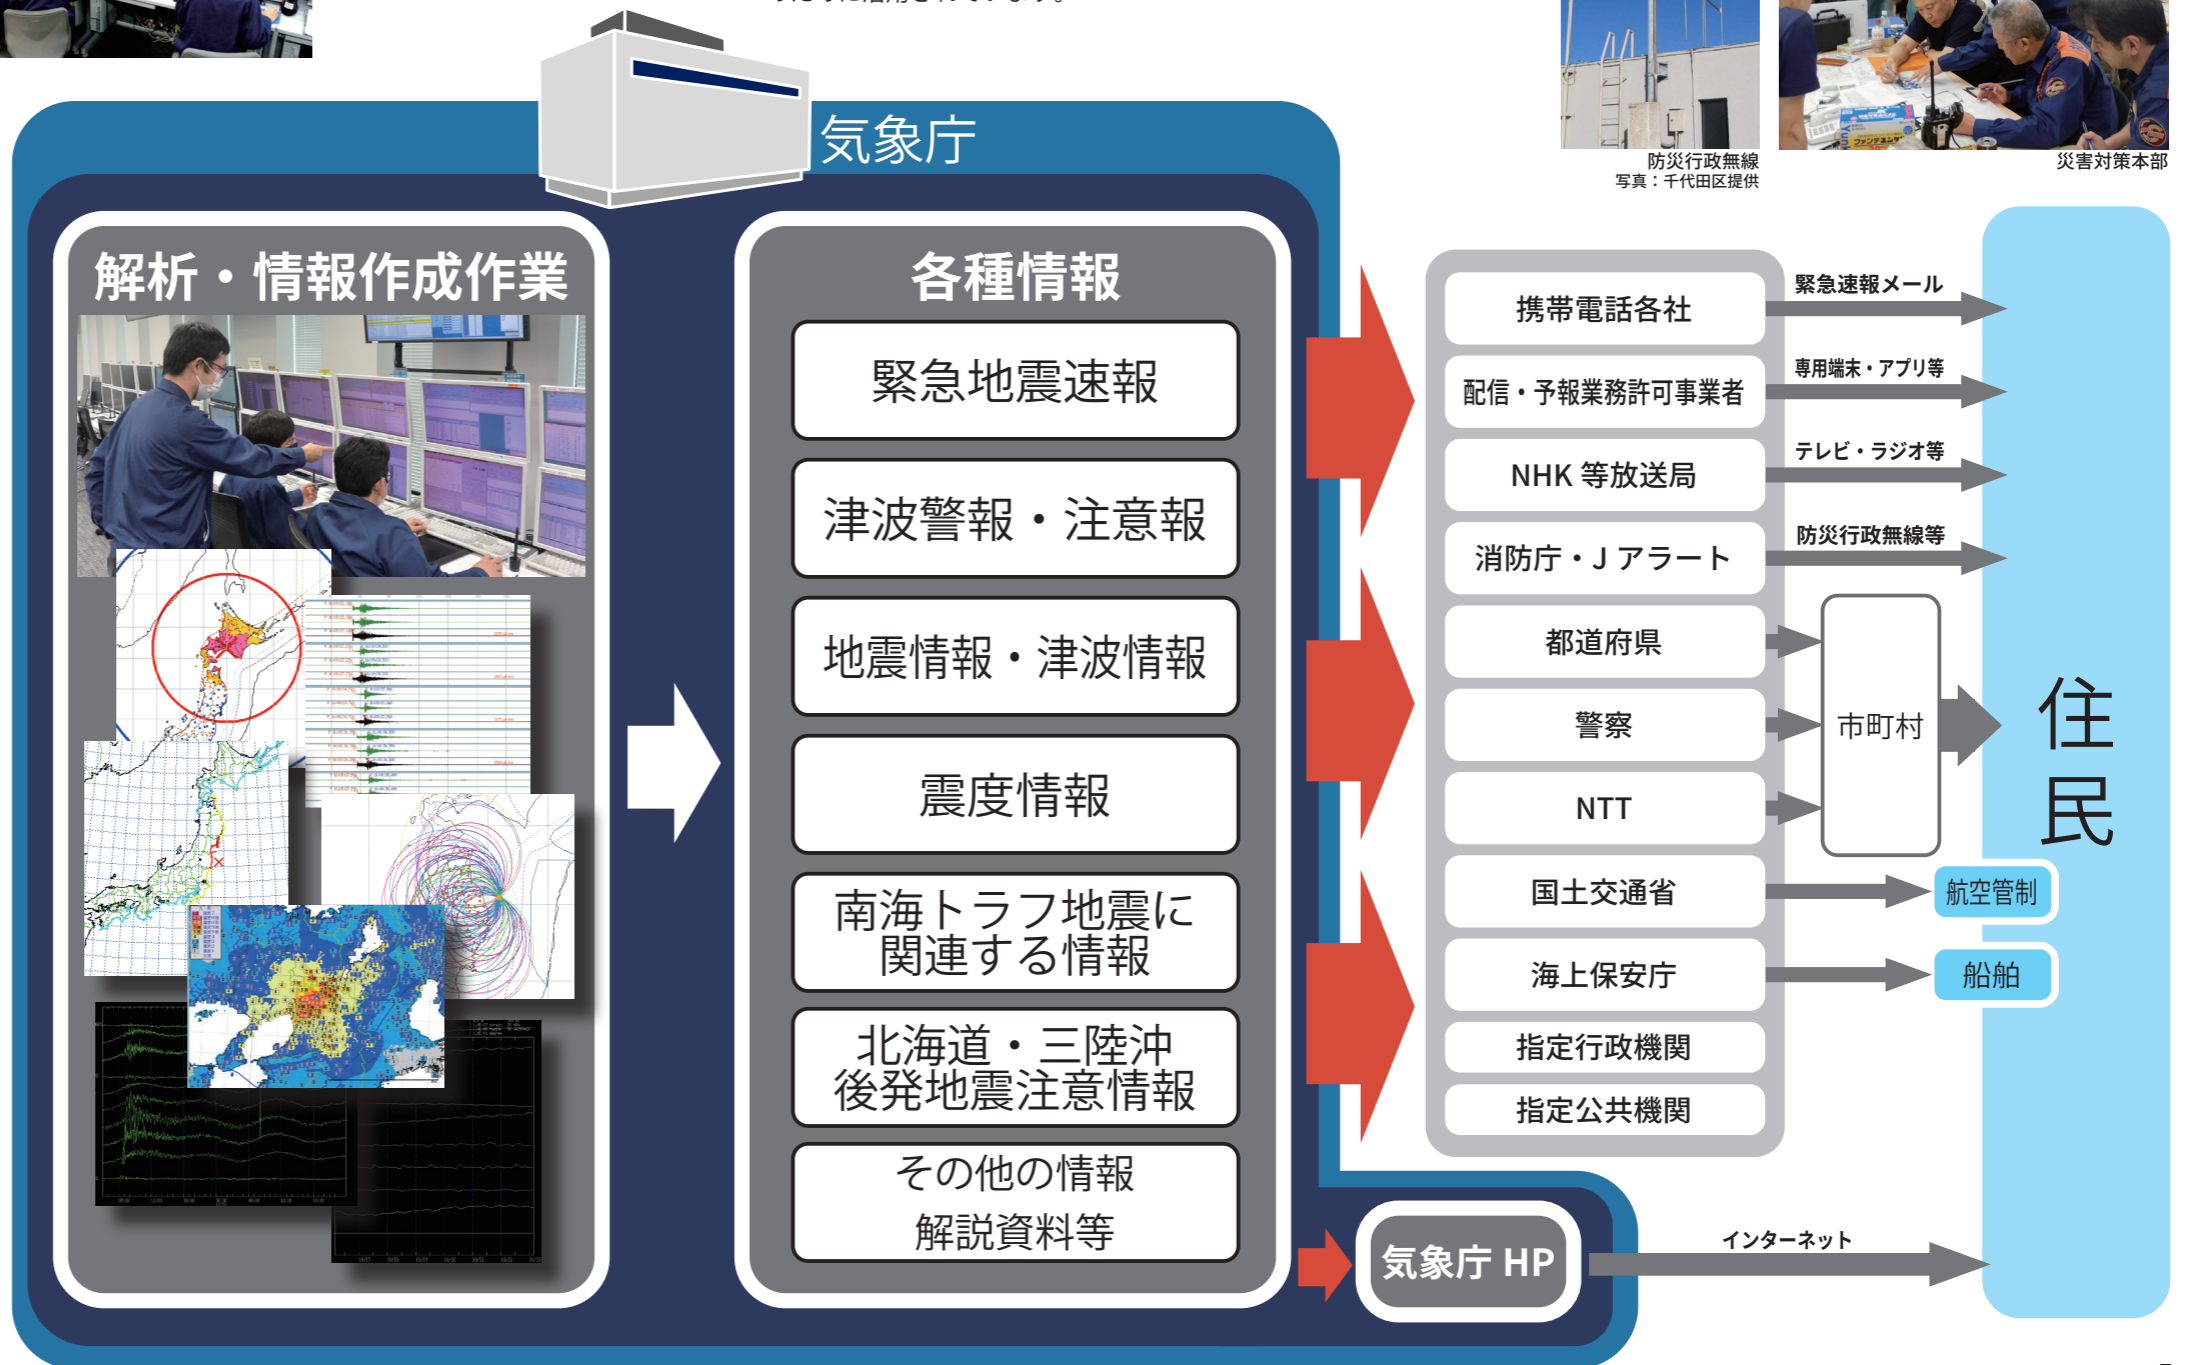 気象庁
防災行政無線
写真：千代田区提供
災害対策本部
解析・情報作成作業
各種情報
緊急地震速報
津波警報・注意報
地震情報・津波情報
震度情報
南海トラフ地震に
関連する情報
北海道・三陸沖
後発地震注意情報
その他の情報
解説資料等
携帯電話各社
緊急速報メール
配信・予報業務許可事業者
専用端末・アプリ等
NHK 等放送局
テレビ・ラジオ等
消防庁・J アラート
防災行政無線等
都道府県
警察
NTT
市町村
国土交通省
航空管制
海上保安庁
船舶
指定行政機関
指定公共機関
気象庁 HP
インターネット
住民